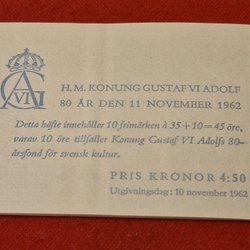 GA VI
H. M. KONUNG GUSTAF VI ADOLF
80 ÅR DEN 11 NOVEMBER 1962
Detta häfte innehåller 10 frimärken à 35+10=45 öre,
varav 10 öre tillfaller Konung Gustaf VI Adolfs 80-
årsfond för svensk kultur.
PRIS KRONOR 4:50
Utgivningsdag: 10 november 1962